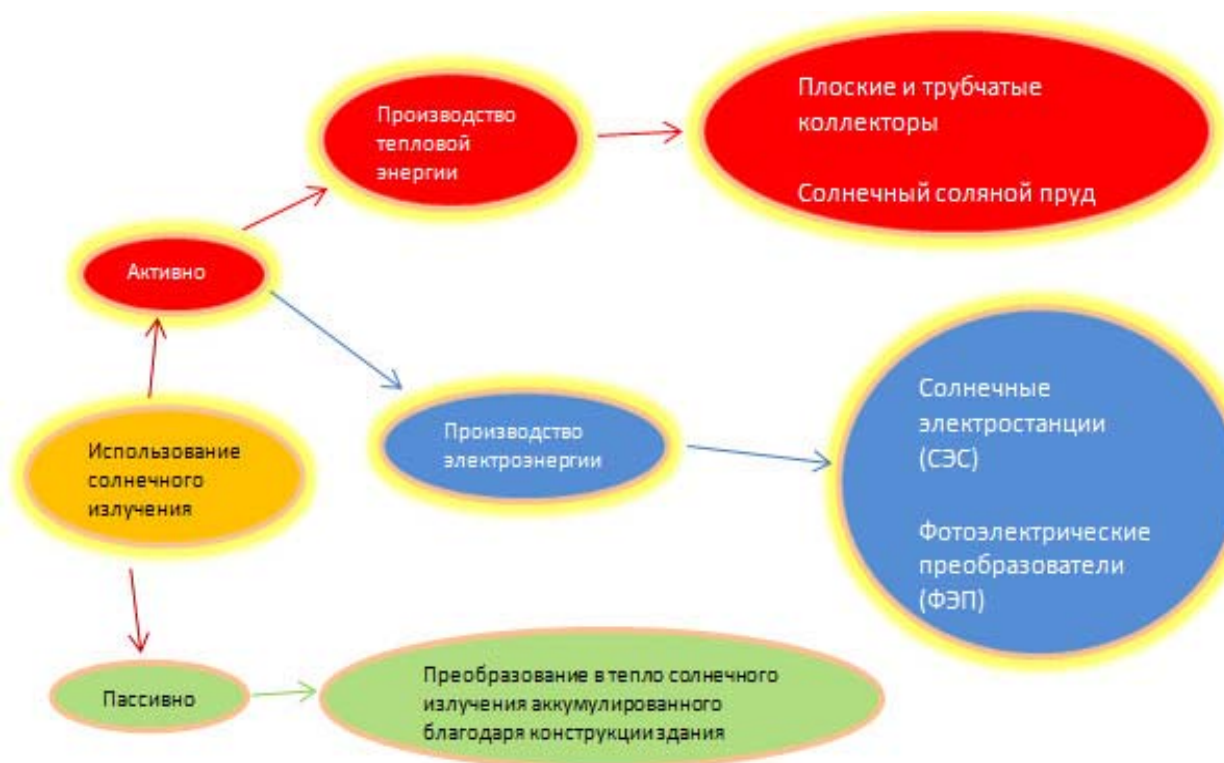 Производство
тепловой
энергии
Плоские и трубчатые
коллекторы
Солнечный соляной пруд
Активно
Использование
солнечного
излучения
Производство
электроэнергии
Солнечные
электростанции
(СЭС)
Фотоэлектрические
преобразователи
(ФЭП)
Пассивно
Преобразование в тепло солнечного
излучения аккумулированного
благодаря конструкции здания